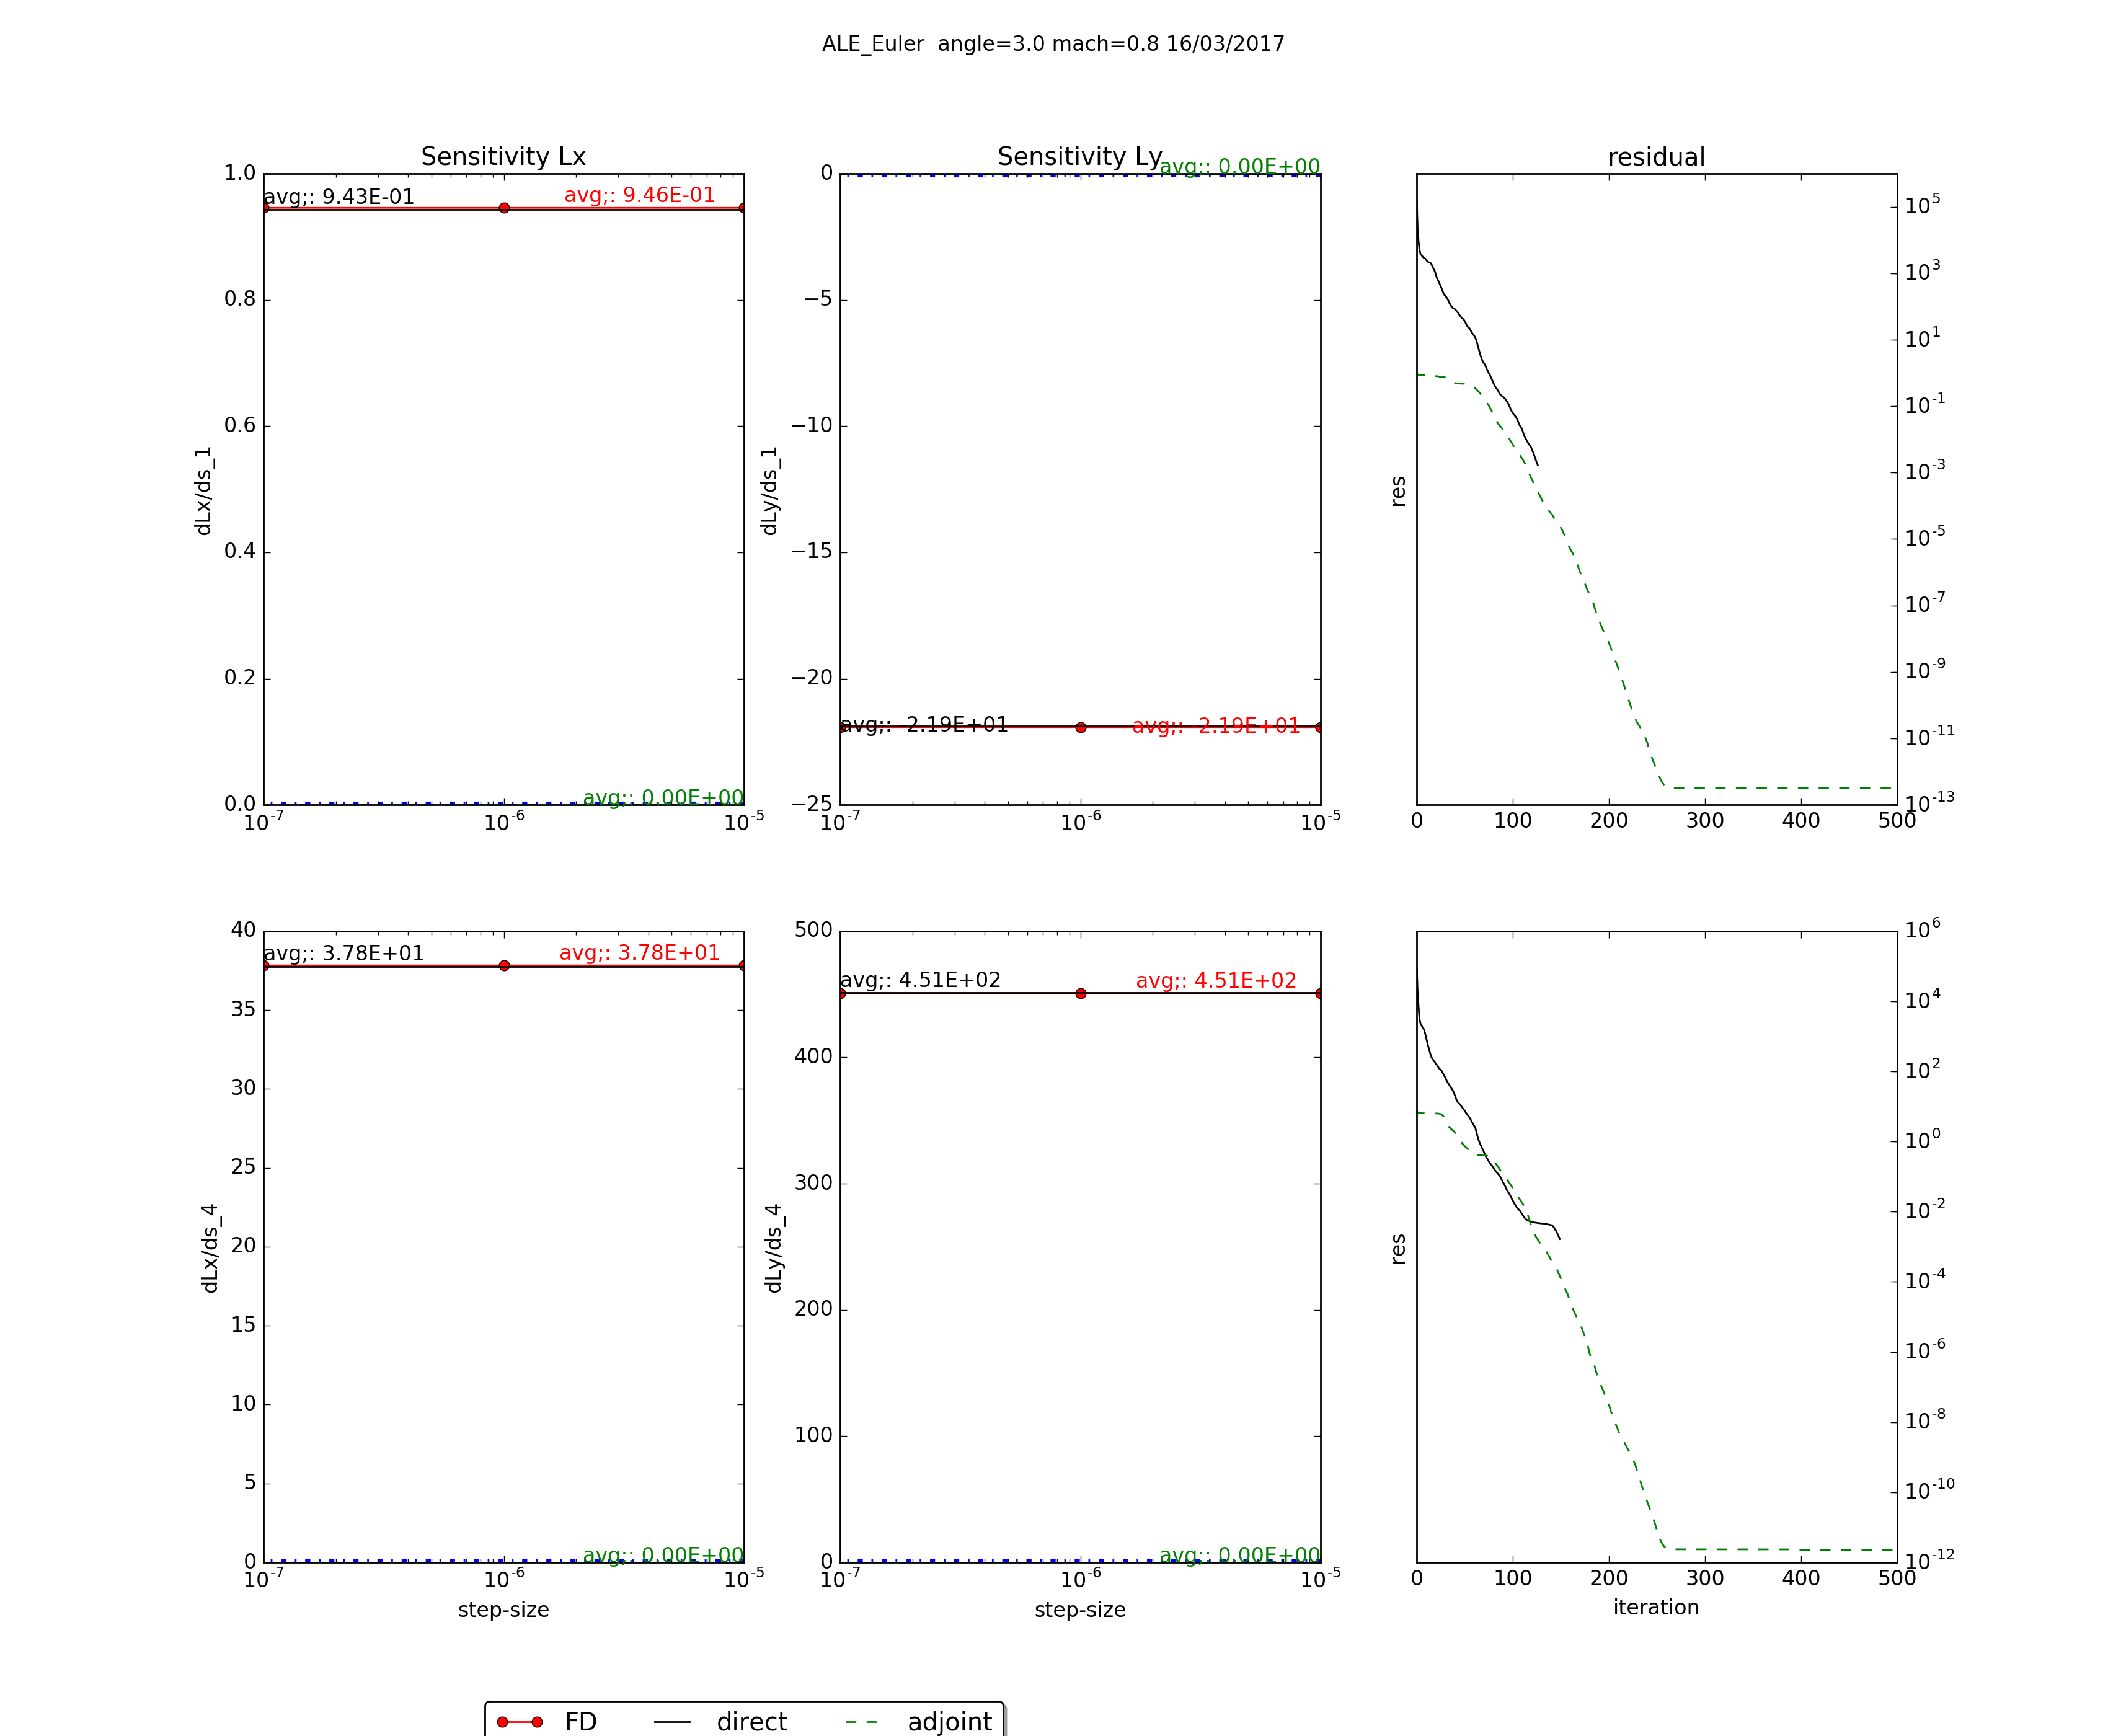 ALE_Euler angle=3.0 mach=0.8 16/03/2017
Sensitivity Lx
1.0
0.8
0.6
0.4
0.2
0.0
dLx/ds_1
avg;: 9.43E-01
avg;: 9.46E-01
avg;: 0.00E+00
10-7
10-6
10-5
Sensitivity Ly
0
−5
−10
−15
−20
−25
dLy/ds_1
avg;: 0.00E+00
avg;: -2.19E+01
avg;: -2.19E+01
10-7
10-6
10-5
residual
res
105
103
101
10-1
10-3
10-5
10-7
10-9
10-11
10-13
0
100
200
300
400
500
40
35
30
25
20
15
10
5
0
dLx/ds_4
avg;: 3.78E+01
avg;: 3.78E+01
avg;: 0.00E+00
10-7
10-6
10-5
step-size
500
400
300
200
100
0
dLy/ds_4
avg;: 4.51E+02
avg;: 4.51E+02
avg;: 0.00E+00
10-7
10-6
10-5
step-size
res
106
104
102
100
10-2
10-4
10-6
10-8
10-10
10-12
0
100
200
300
400
500
iteration
FD direct adjoint